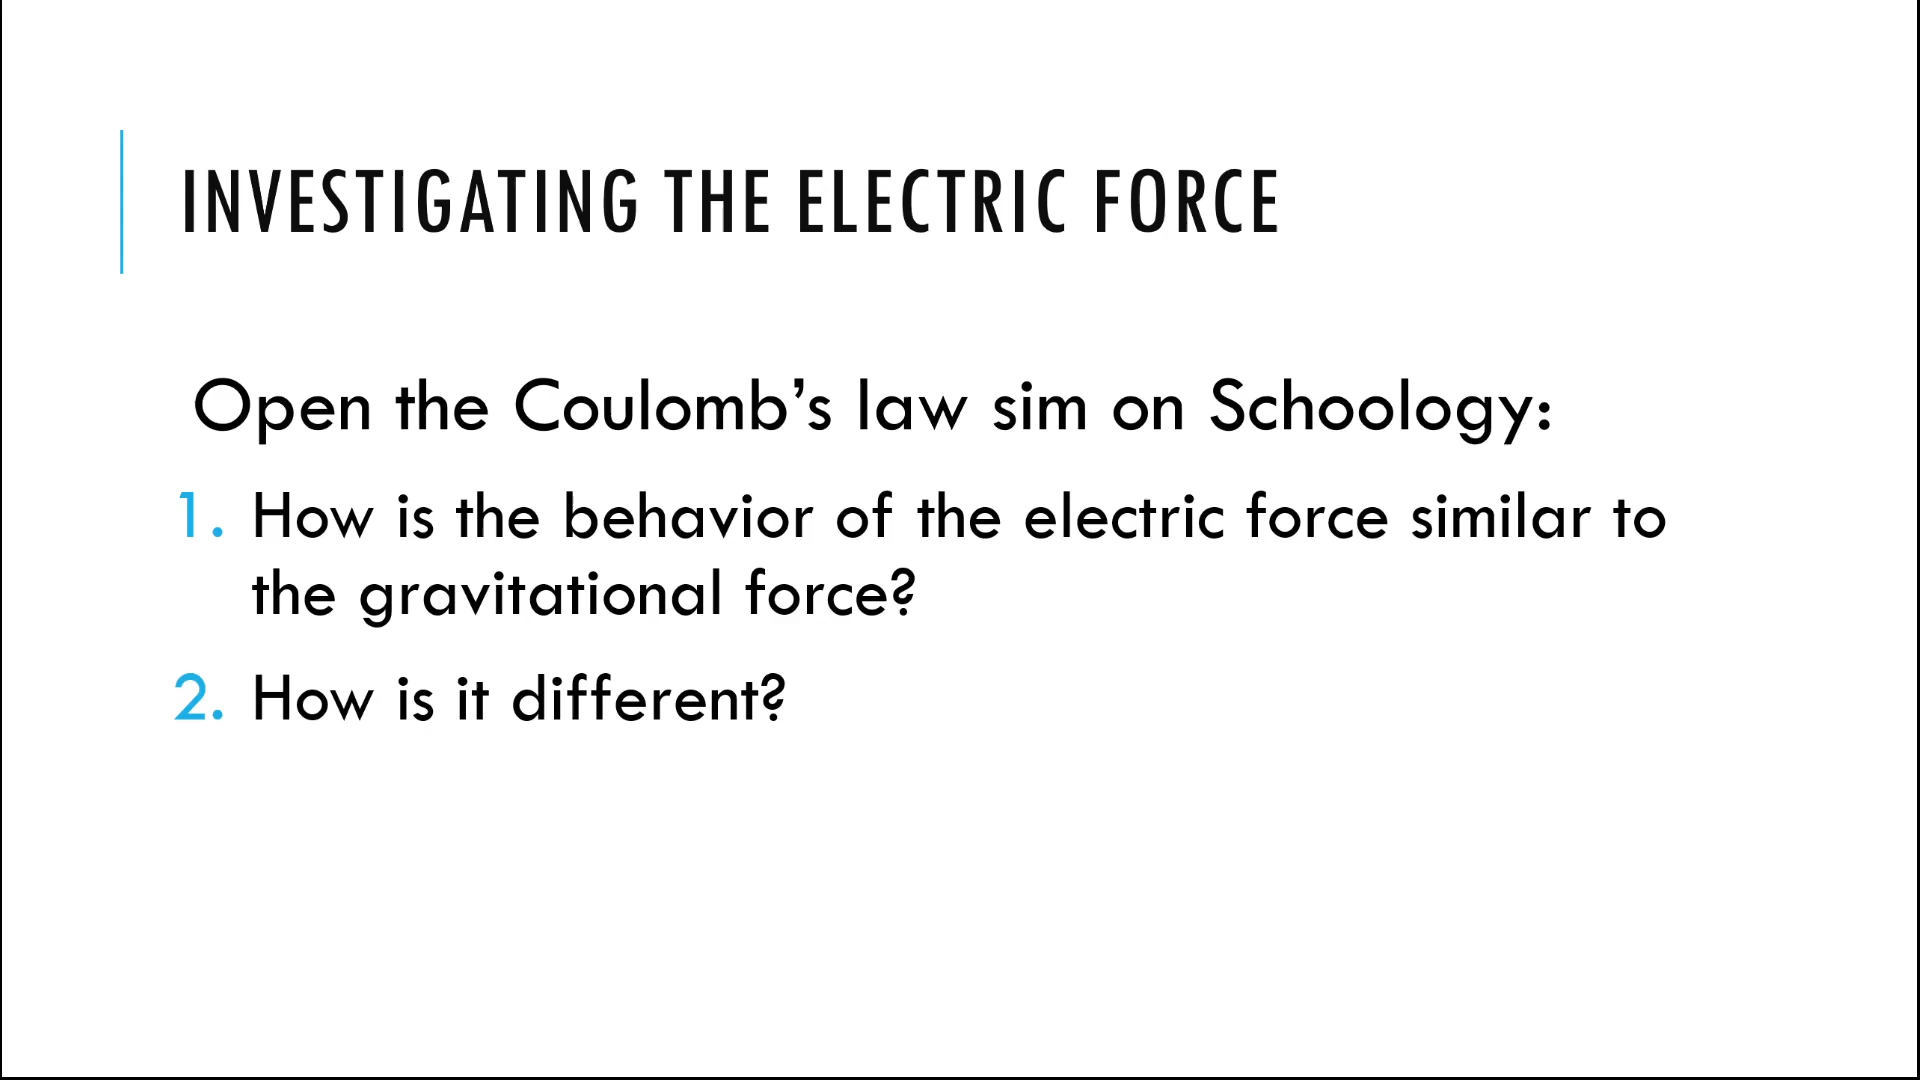 INVESTIGATING THE ELECTRIC FORCE
Open the Coulomb’s law sim on Schoology:
1. How is the behavior of the electric force similar to
the gravitational force?
2. How is it different?